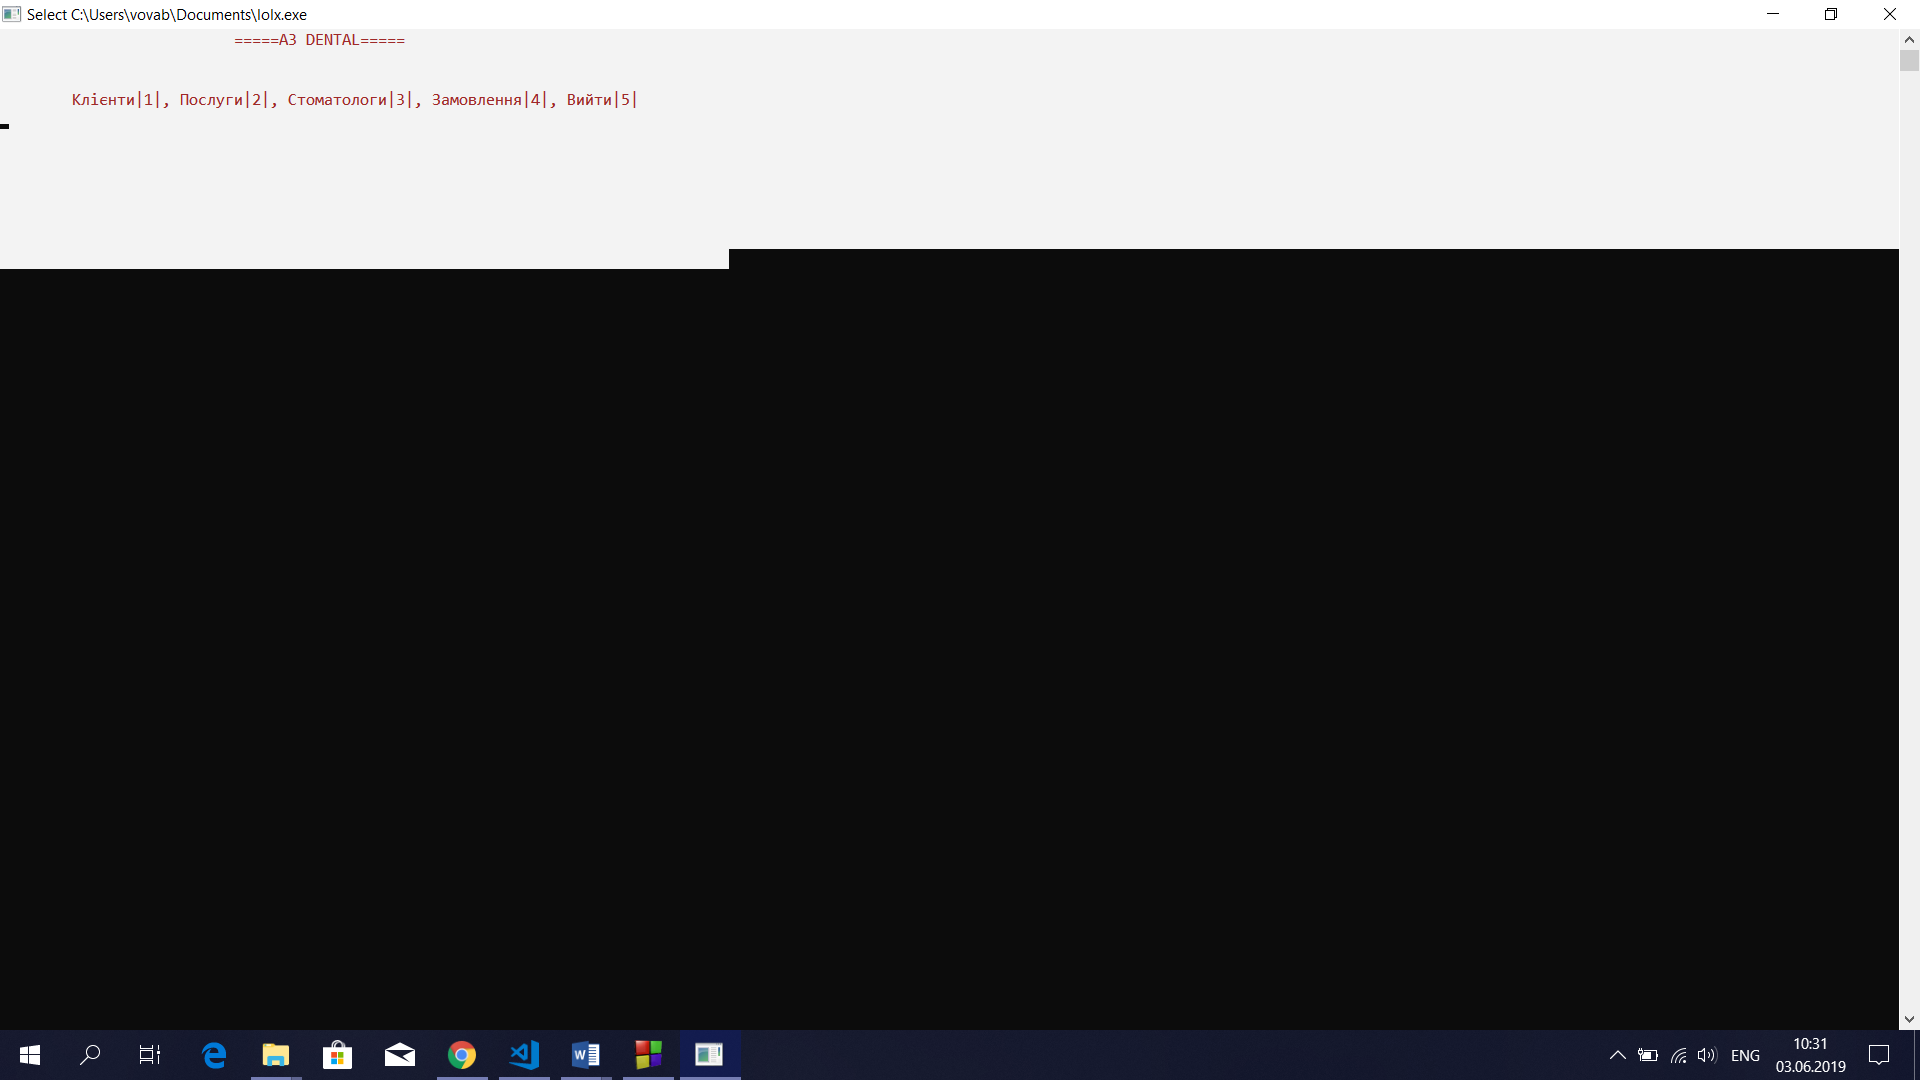 Select C:\Users\vovab\Documents\lolx.exe
=====A3 DENTAL=====
Клієнти|1|, Послуги|2|, Стоматологи|3|, Замовлення|4|, Вийти|5|
ENG
10:31
03.06.2019